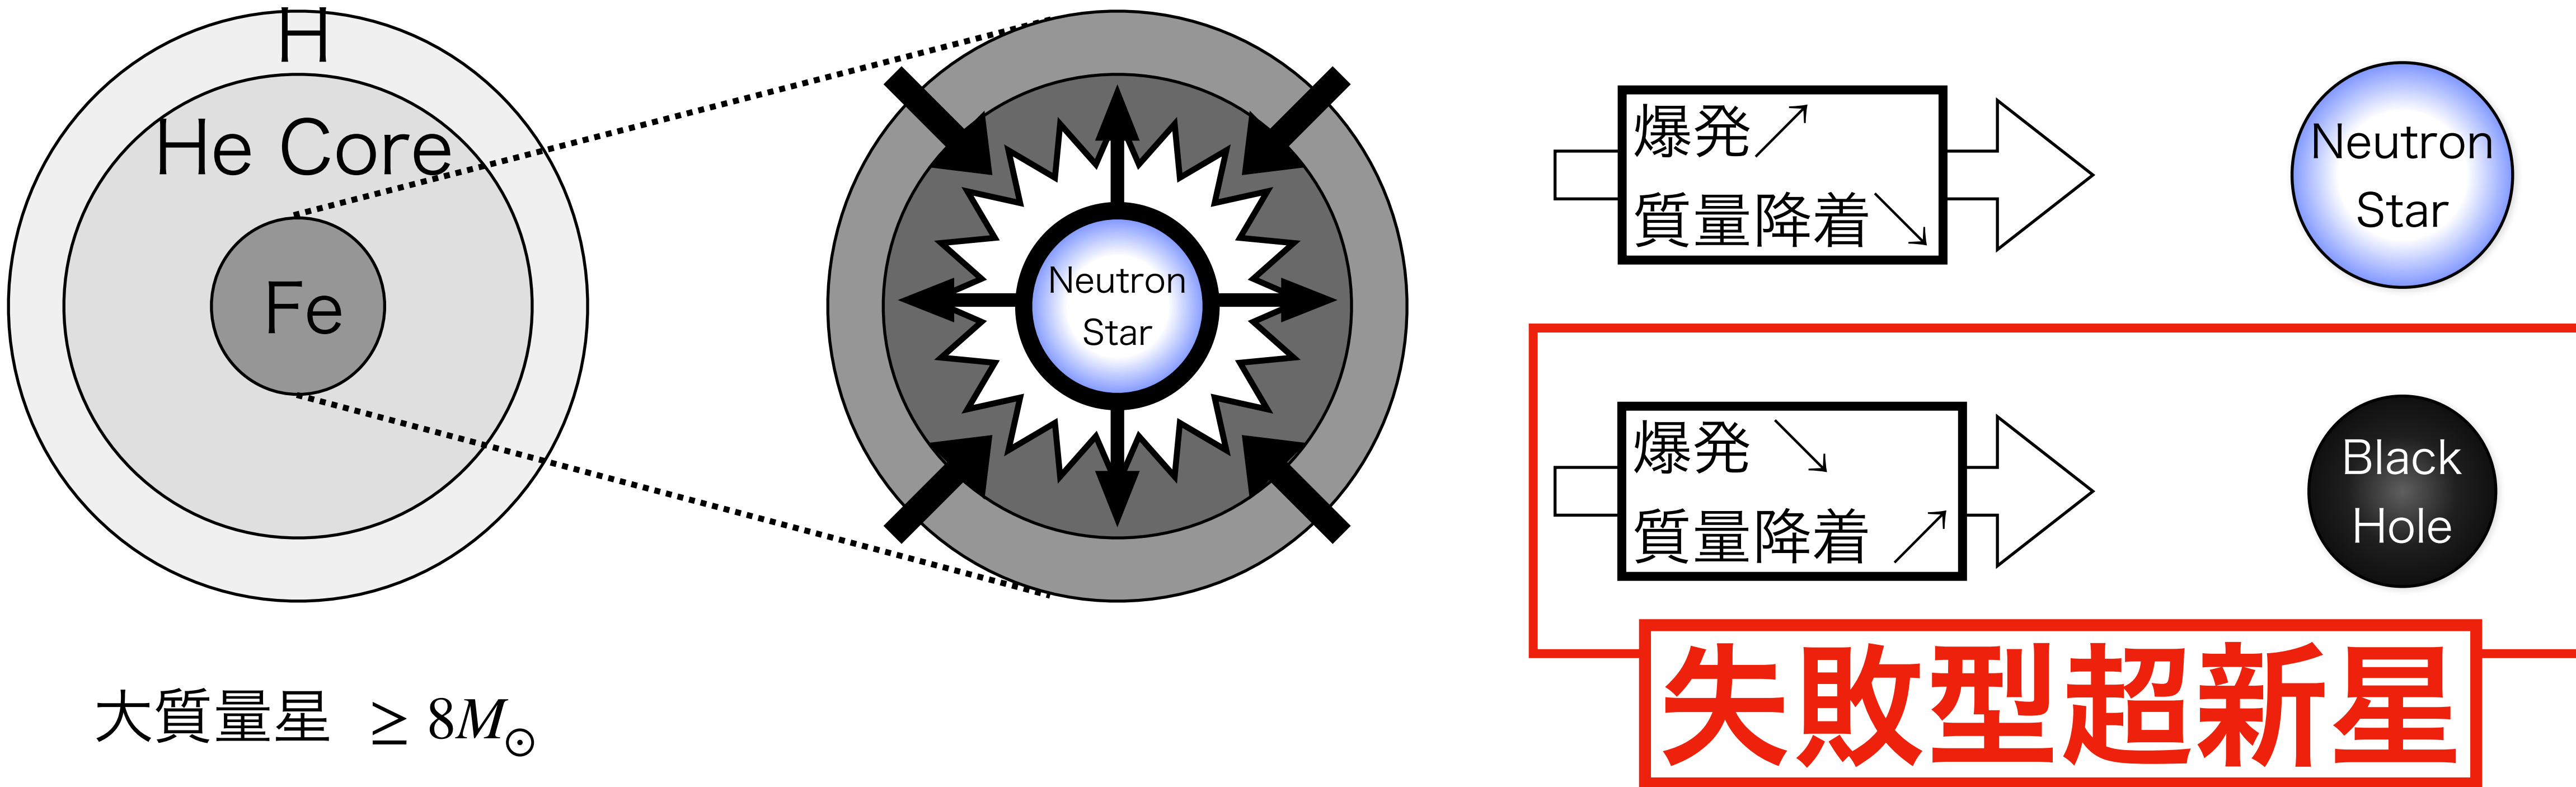 H
He Core
Fe
大質量星 ≥ 8M⊙
Neutron
Star
爆発↗
質量降着↘
Neutron
Star
爆発 ↘
質量降着 ↗
Black
Hole
失敗型超新星